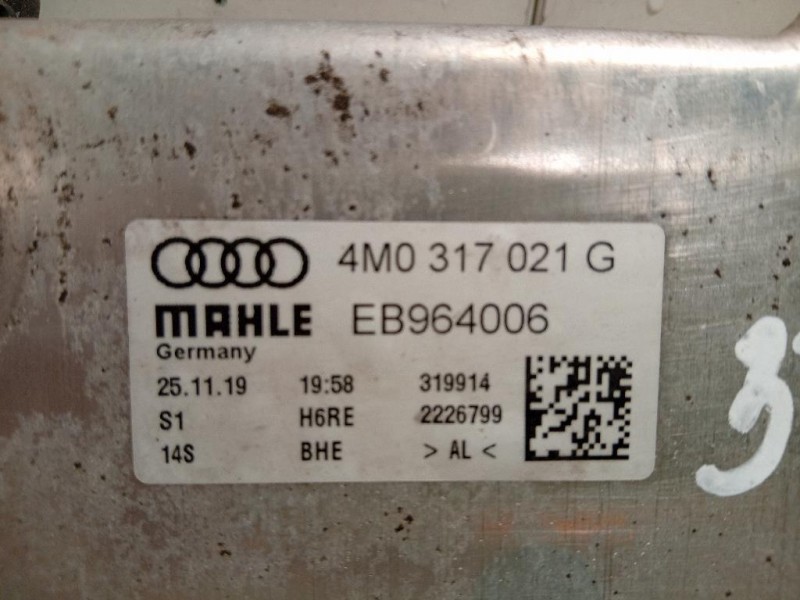 4M0 317 021 G
MAHLE EB964006
Germany
25.11.19 19:58 319914
S1 H6RE 2226799
14S BHE > AL <